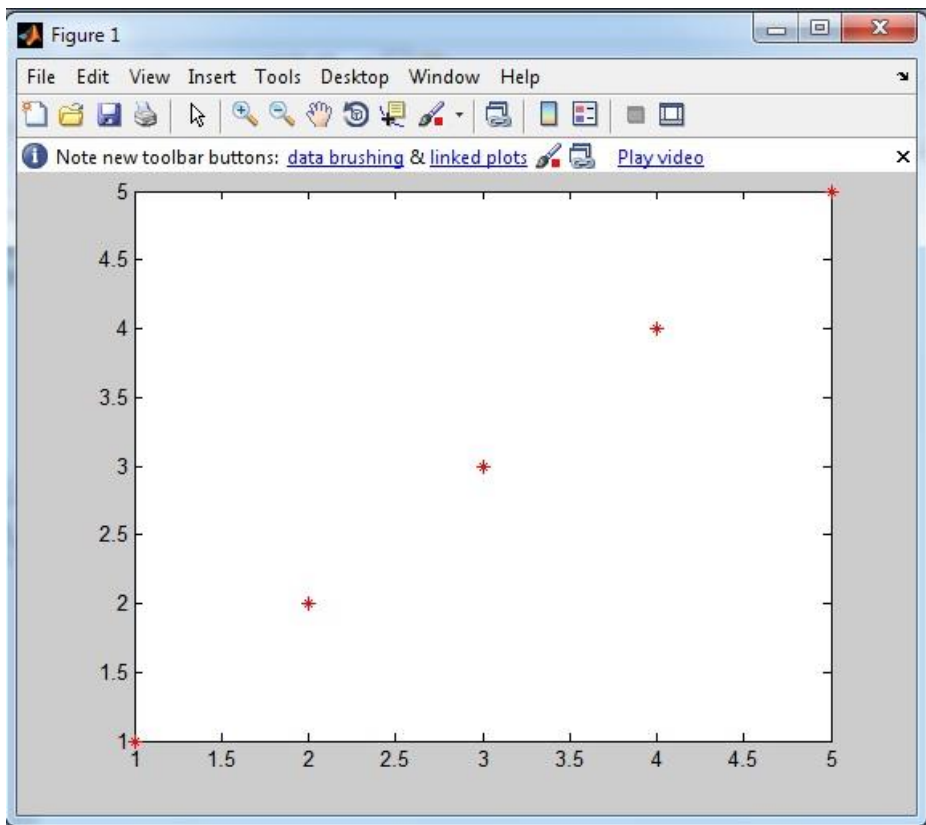 Figure 1
File Edit View Insert Tools Desktop Window Help
Note new toolbar buttons: data brushing & linked plots Play video
5
4.5
4
3.5
3
2.5
2
1.5
1
1 1.5 2 2.5 3 3.5 4 4.5 5